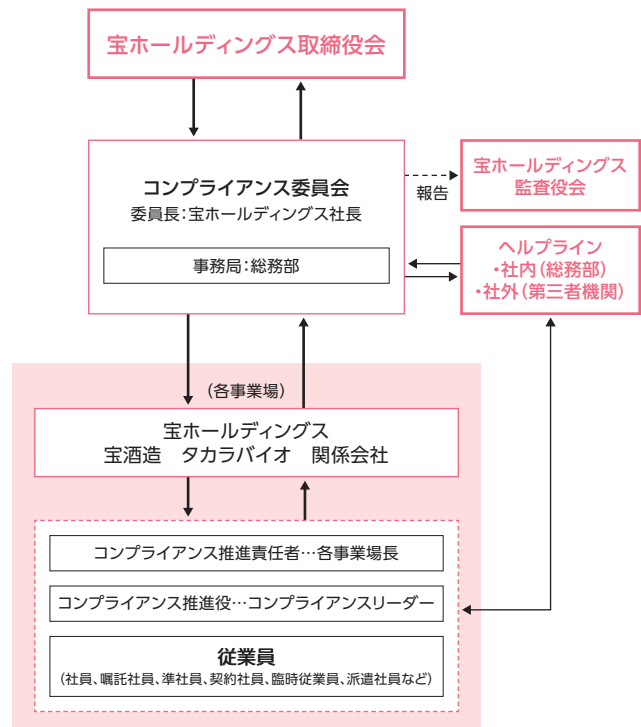 宝ホールディングス取締役会
コンプライアンス委員会
委員長：宝ホールディングス社長
事務局：総務部
報告
宝ホールディングス
監査役会
ヘルプライン
・社内（総務部）
・社外（第三者機関）
（各事業場）
宝ホールディングス
宝酒造　タカラバイオ　関係会社
コンプライアンス推進責任者…各事業場長
コンプライアンス推進役…コンプライアンスリーダー
従業員
（社員、嘱託社員、準社員、契約社員、臨時従業員、派遣社員など）